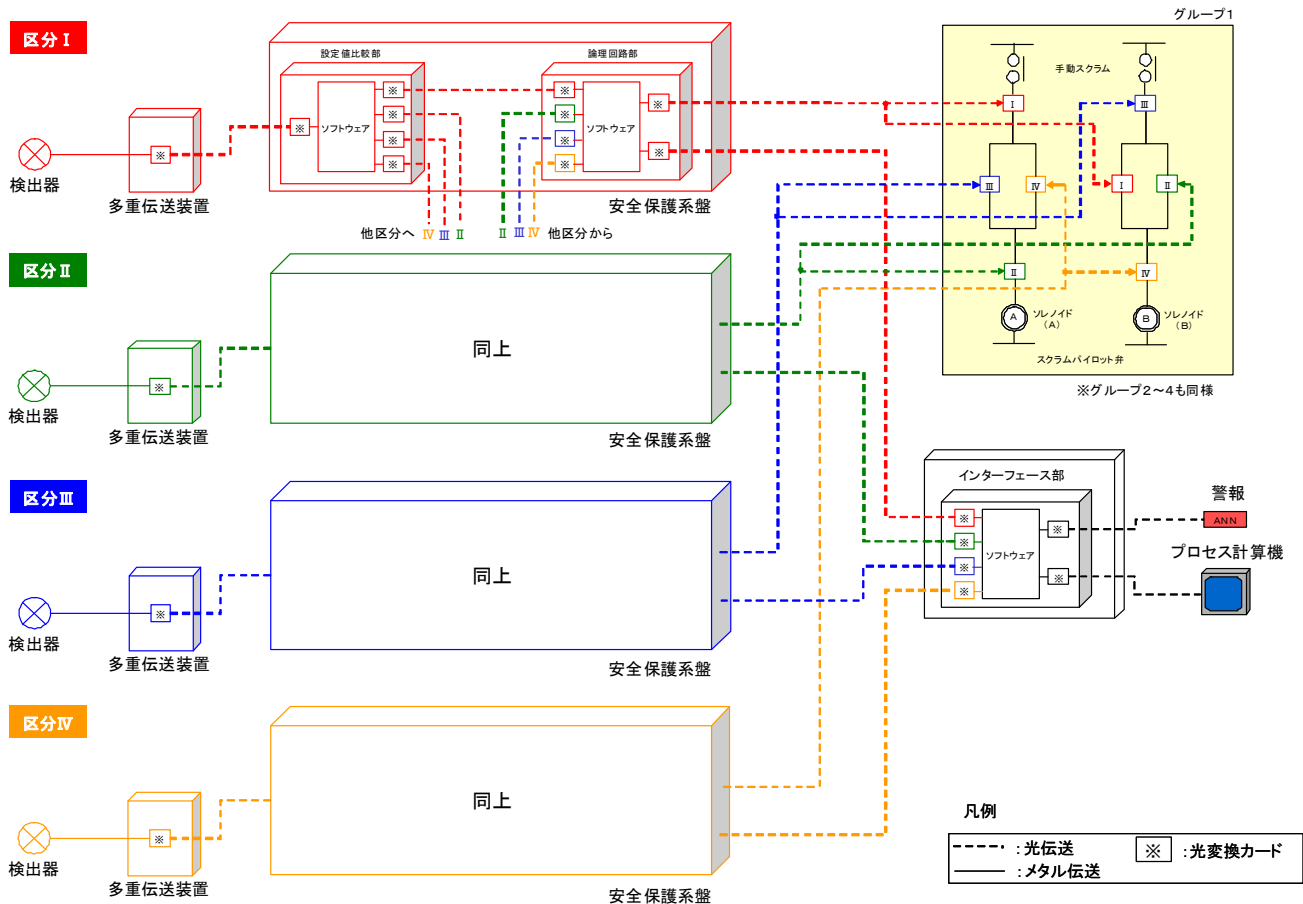 区分Ⅰ
設定値比較部
論理回路部
※
※
ソフトウェア
※
※
※
※
※
※
※
※
ソフトウェア
※
※
検出器
多重伝送装置
安全保護系盤
他区分へ Ⅳ Ⅲ Ⅱ
Ⅱ Ⅲ Ⅳ 他区分から
区分Ⅱ
※
検出器
多重伝送装置
同上
安全保護系盤
区分Ⅲ
※
検出器
多重伝送装置
同上
安全保護系盤
区分Ⅳ
※
検出器
多重伝送装置
同上
安全保護系盤
グループ1
手動スクラム
Ⅰ
Ⅲ
Ⅲ
Ⅳ
Ⅰ
Ⅱ
Ⅱ
Ⅳ
A
ソレノイド
(A)
B
ソレノイド
(B)
スクラムパイロット弁
※グループ2~4も同様
インターフェース部
※
※
※
※
ソフトウェア
※
※
警報
ANN
プロセス計算機
凡例
:光伝送
※ :光変換カード
:メタル伝送